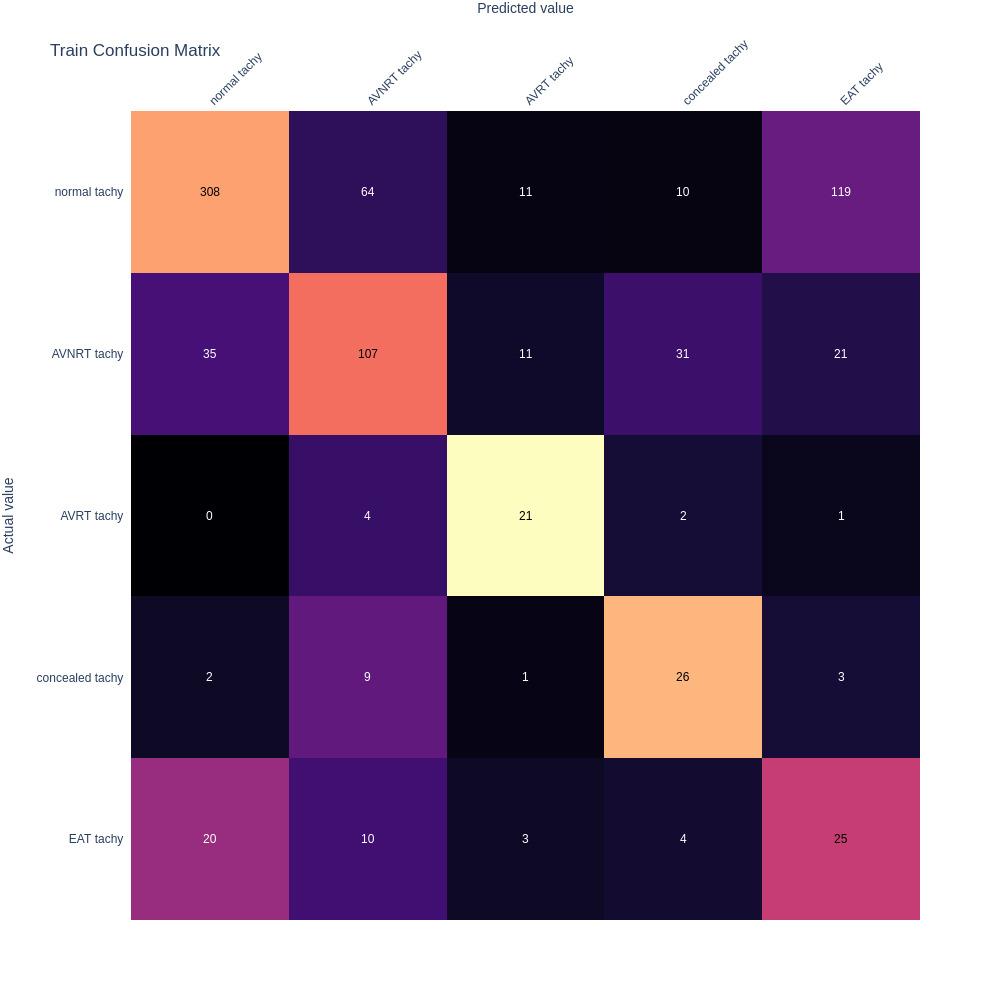 Predicted value
Train Confusion Matrix
normal tachy AVNRT tachy AVRT tachy concealed tachy EAT tachy
normal tachy 308 64 11 10 119
AVNRT tachy 35 107 11 31 21
Actual value
AVRT tachy 0 4 21 2 1
concealed tachy 2 9 1 26 3
EAT tachy 20 10 3 4 25